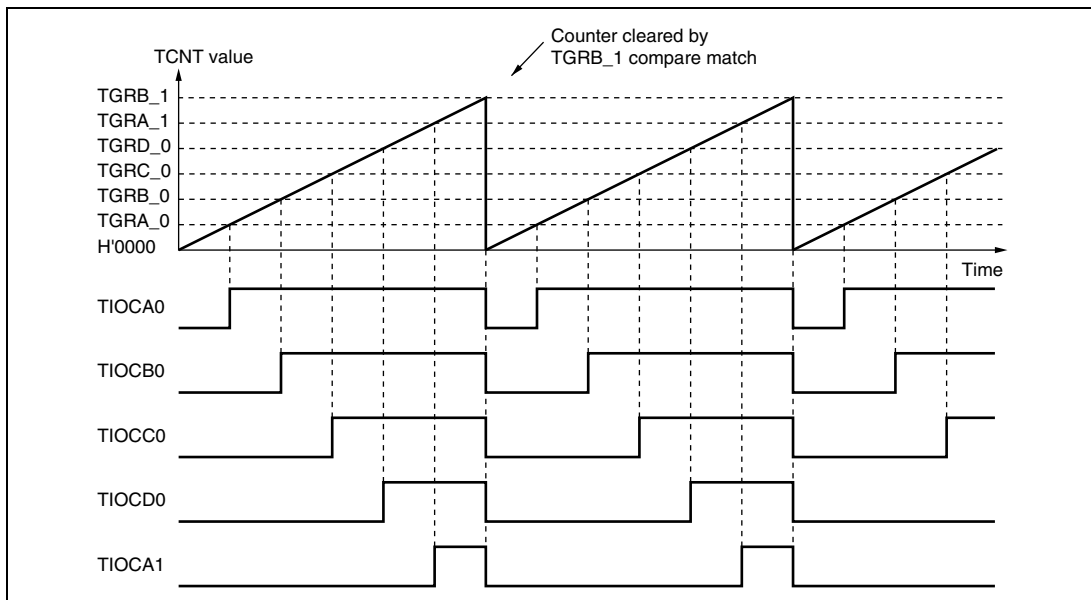 Counter cleared by
TGRB_1 compare match
TCNT value
TGRB_1
TGRA_1
TGRD_0
TGRC_0
TGRB_0
TGRA_0
H'0000
Time
TIOCA0
TIOCB0
TIOCC0
TIOCD0
TIOCA1